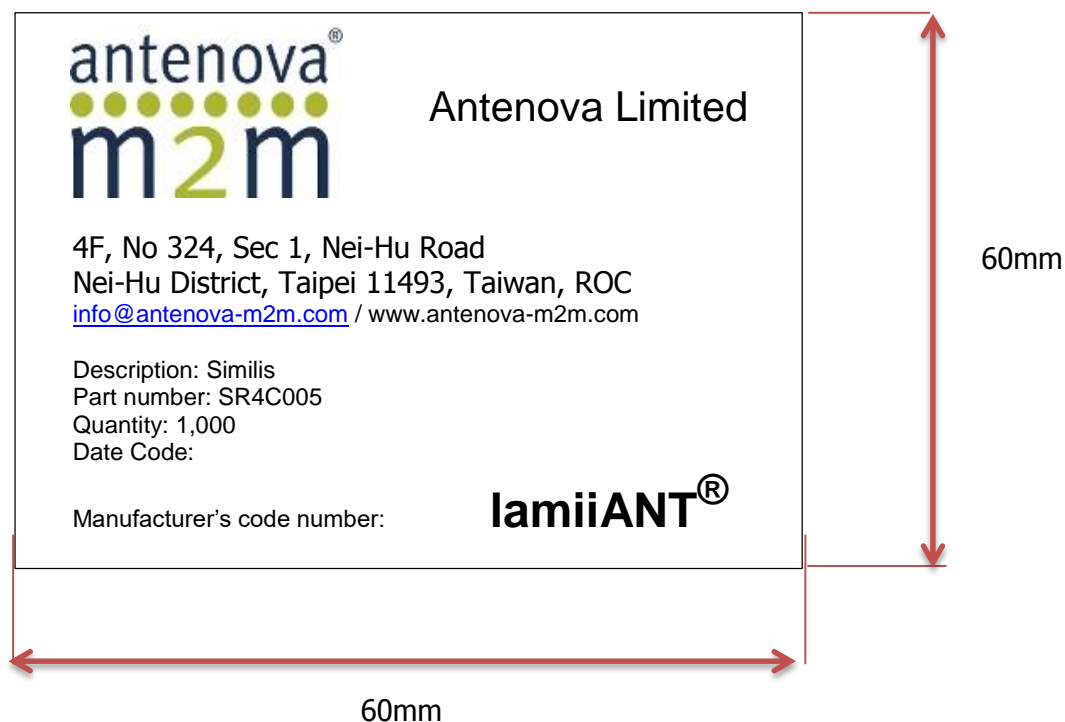 antenova®
m2m
Antenova Limited
4F, No 324, Sec 1, Nei-Hu Road
Nei-Hu District, Taipei 11493, Taiwan, ROC
info@antenova-m2m.com / www.antenova-m2m.com
Description: Similis
Part number: SR4C005
Quantity: 1,000
Date Code:
Manufacturer’s code number:
lamiiANT®
60mm
60mm